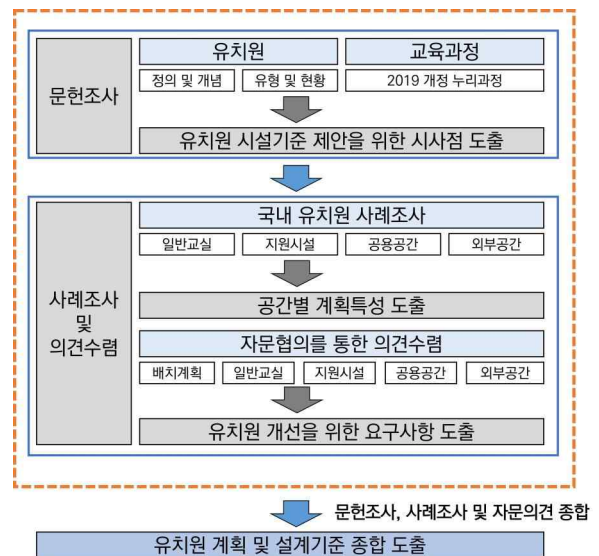 문헌조사
유치원
교육과정
정의 및 개념
유형 및 현황
2019 개정 누리과정
유치원 시설기준 제안을 위한 시사점 도출
사례조사
및
의견수렴
국내 유치원 사례조사
일반교실
지원시설
공용공간
외부공간
공간별 계획특성 도출
자문협의를 통한 의견수렴
배치계획
일반교실
지원시설
공용공간
외부공간
유치원 개선을 위한 요구사항 도출
문헌조사, 사례조사 및 자문의견 종합
유치원 계획 및 설계기준 종합 도출